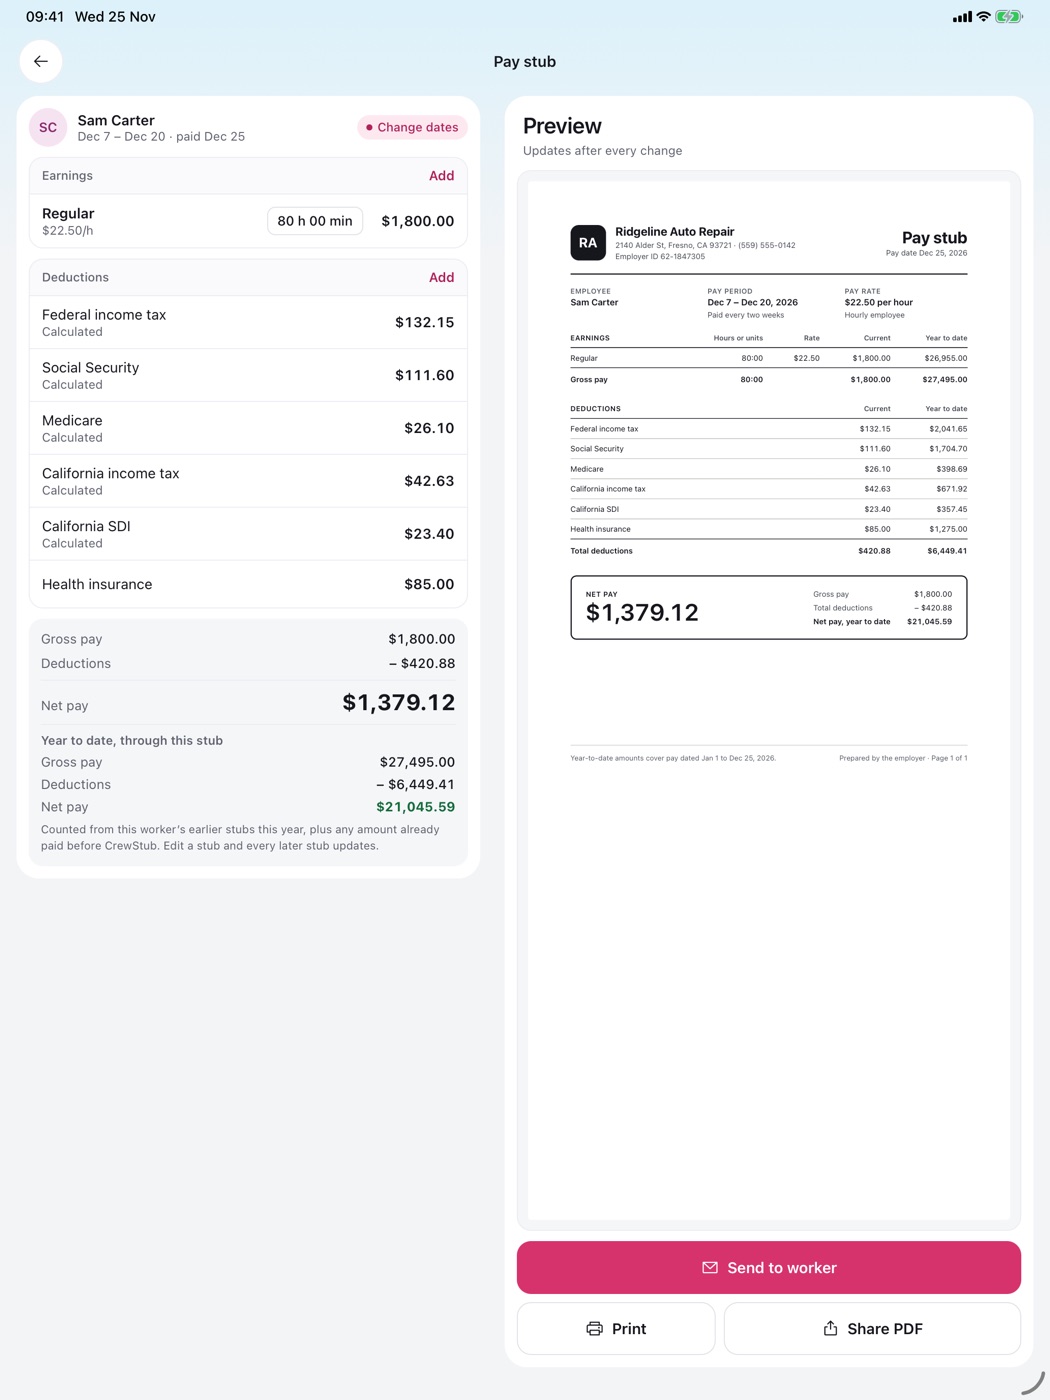 09:41 Wed 25 Nov
Pay stub
SC
Sam Carter
Dec 7 – Dec 20 · paid Dec 25
Change dates
Earnings
Add
Regular
$22.50/h
80 h 00 min
$1,800.00
Deductions
Add
Federal income tax
Calculated
$132.15
Social Security
Calculated
$111.60
Medicare
Calculated
$26.10
California income tax
Calculated
$42.63
California SDI
Calculated
$23.40
Health insurance
$85.00
Gross pay $1,800.00
Deductions – $420.88
Net pay $1,379.12
Year to date, through this stub
Gross pay $27,495.00
Deductions – $6,449.41
Net pay $21,045.59
Counted from this worker's earlier stubs this year, plus any amount already
paid before CrewStub. Edit a stub and every later stub updates.
Preview
Updates after every change
RA
Ridgeline Auto Repair
2140 Alder St, Fresno, CA 93721 · (559) 555-0142
Employer ID 62-1847305
Pay stub
Pay date Dec 25, 2026
EMPLOYEE
Sam Carter
PAY PERIOD
Dec 7 – Dec 20, 2026
Paid every two weeks
PAY RATE
$22.50 per hour
Hourly employee
EARNINGS Hours or units Rate Current Year to date
Regular 80:00 $22.50 $1,800.00 $26,955.00
Gross pay 80:00 $1,800.00 $27,495.00
DEDUCTIONS Current Year to date
Federal income tax $132.15 $2,041.65
Social Security $111.60 $1,704.70
Medicare $26.10 $398.69
California income tax $42.63 $671.92
California SDI $23.40 $357.45
Health insurance $85.00 $1,275.00
Total deductions $420.88 $6,449.41
NET PAY
$1,379.12
Gross pay $1,800.00
Total deductions – $420.88
Net pay, year to date $21,045.59
Year-to-date amounts cover pay dated Jan 1 to Dec 25, 2026.
Prepared by the employer · Page 1 of 1
Send to worker
Print
Share PDF